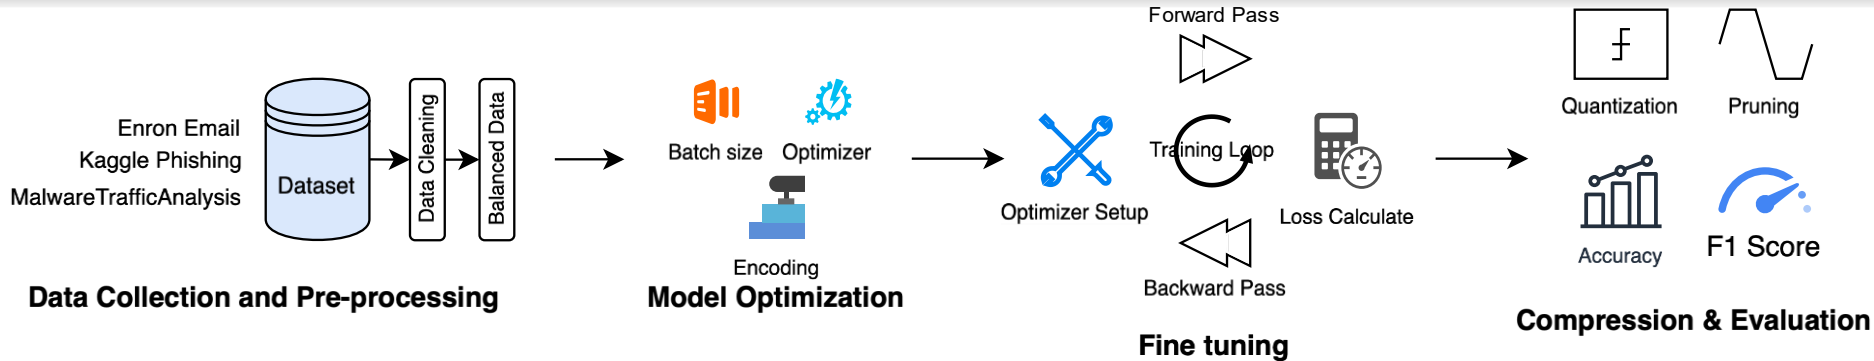 Enron Email
Kaggle Phishing
MalwareTrafficAnalysis
Dataset
Data Cleaning
Balanced Data
Data Collection and Pre-processing
Batch size
Optimizer
Encoding
Model Optimization
Forward Pass
Training Loop
Optimizer Setup
Loss Calculate
Backward Pass
Fine tuning
Quantization
Pruning
Accuracy
F1 Score
Compression & Evaluation